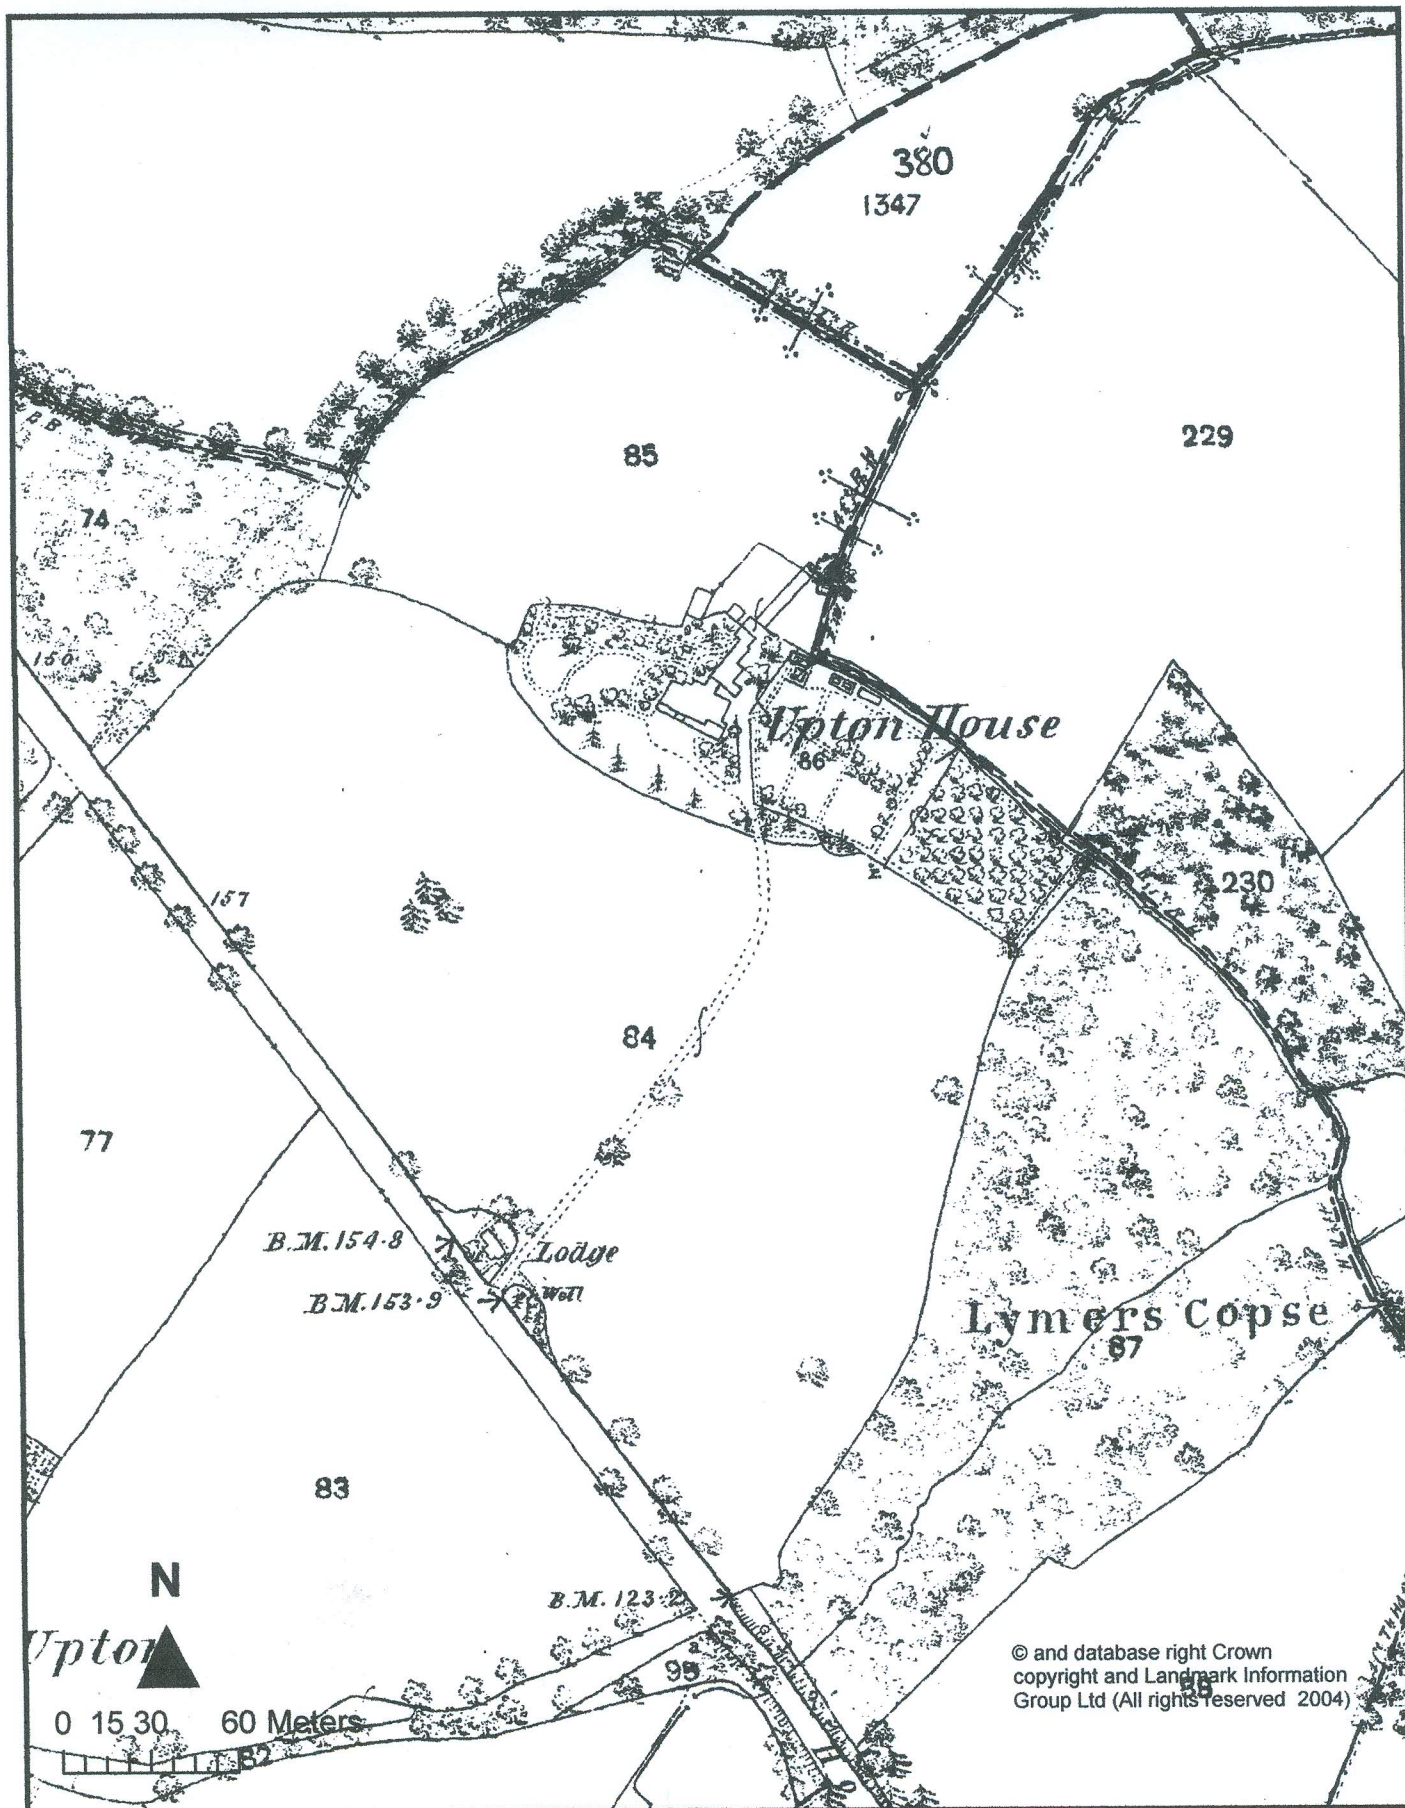 380
1347
85
229
74
150
Upton House
86
230
157
84
77
B.M. 154.8
Lodge
B.M. 153.9
Well
Lymers Copse
87
83
B.M. 123.2
N
Upton
a
© and database right Crown
copyright and Landmark Information
Group Ltd (All rights reserved 2004)
88
0 15 30 60 Meters
82